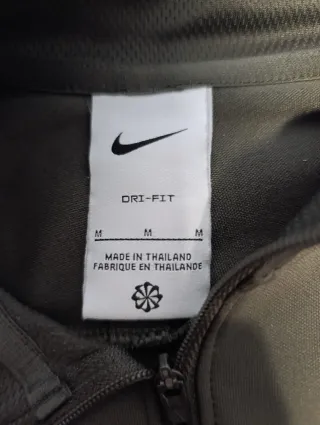 DRI-FIT
M M M
MADE IN THAILAND
FABRIQUE EN THAILANDE